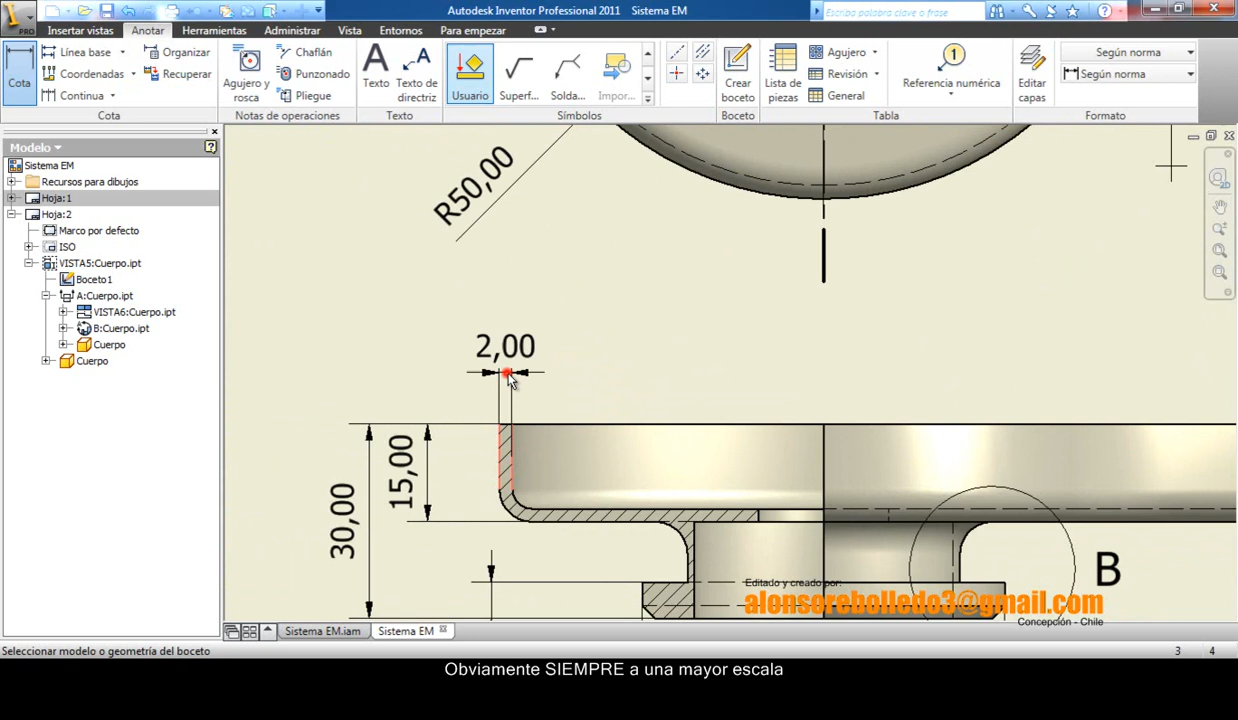 Autodesk Inventor Professional 2011 Sistema EM
Escriba palabra clave o frase
PRO
Insertar vistas Anotar Herramientas Administrar Vista Entornos Para empezar
Cota
Línea base
Coordenadas
Continua
Organizar
Recuperar
Agujero y rosca
Chaflán
Punzonado
Pliegue
Texto
Texto de directriz
Usuario
Superf...
Solda...
Impor...
Crear boceto
Lista de piezas
Agujero
Revisión
General
1
Referencia numérica
Editar capas
Según norma
Según norma
Cota Notas de operaciones Texto Símbolos Boceto Tabla Formato
Modelo
Sistema EM
Recursos para dibujos
Hoja:1
Hoja:2
Marco por defecto
ISO
VISTA5:Cuerpo.ipt
Boceto1
A:Cuerpo.ipt
VISTA6:Cuerpo.ipt
B:Cuerpo.ipt
Cuerpo
Cuerpo
R50,00
2D
2,00
15,00
30,00
B
Editado y creado por:
alonsorebolledo3@gmail.com
Concepción - Chile
Sistema EM.iam Sistema EM
Seleccionar modelo o geometría del boceto 3 4
Obviamente SIEMPRE a una mayor escala